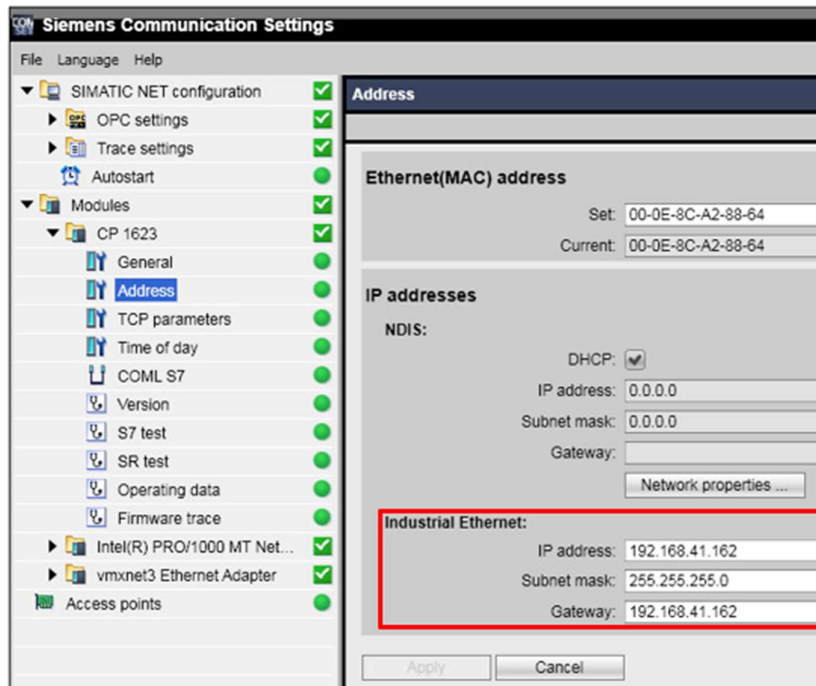 Siemens Communication Settings
File Language Help
SIMATIC NET configuration
OPC settings
Trace settings
Autostart
Modules
CP 1623
General
Address
TCP parameters
Time of day
COML S7
Version
S7 test
SR test
Operating data
Firmware trace
Intel(R) PRO/1000 MT Net...
vmxnet3 Ethernet Adapter
Access points
Address
Ethernet(MAC) address
Set: 00-0E-8C-A2-88-64
Current: 00-0E-8C-A2-88-64
IP addresses
NDIS:
DHCP:
IP address: 0.0.0.0
Subnet mask: 0.0.0.0
Gateway:
Network properties ...
Industrial Ethernet:
IP address: 192.168.41.162
Subnet mask: 255.255.255.0
Gateway: 192.168.41.162
Apply Cancel